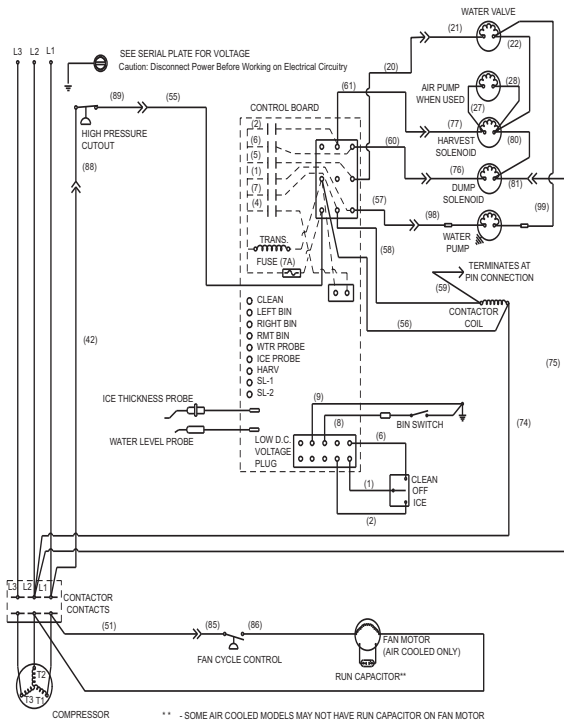 WATER VALVE
L3 L2 L1
SEE SERIAL PLATE FOR VOLTAGE
Caution: Disconnect Power Before Working on Electrical Circuitry
(21)
(22)
(20)
(89) (55)
HIGH PRESSURE
CUTOUT
(88)
(61)
AIR PUMP
WHEN USED
(28)
(27)
CONTROL BOARD
(2)
(6)
(5)
(1)
(7)
(4)
(77)
HARVEST
SOLENOID
(80)
(60)
(76)
DUMP
SOLENOID
(81)
(57)
(98)
(99)
WATER
PUMP
TRANS.
FUSE (7A)
(58)
TERMINATES AT
PIN CONNECTION
(59)
CONTACTOR
COIL
(56)
CLEAN
LEFT BIN
RIGHT BIN
RMT BIN
WTR PROBE
ICE PROBE
HARV
SL-1
SL-2
(42)
(75)
(74)
ICE THICKNESS PROBE
WATER LEVEL PROBE
(9)
(8)
BIN SWITCH
LOW D.C.
VOLTAGE
PLUG
(6)
CLEAN
OFF
ICE
(1)
(2)
L3 L2 L1
CONTACTOR
CONTACTS
(51)
(85) (86)
FAN CYCLE CONTROL
FAN MOTOR
(AIR COOLED ONLY)
RUN CAPACITOR**
T2
T3 T1
COMPRESSOR
** - SOME AIR COOLED MODELS MAY NOT HAVE RUN CAPACITOR ON FAN MOTOR